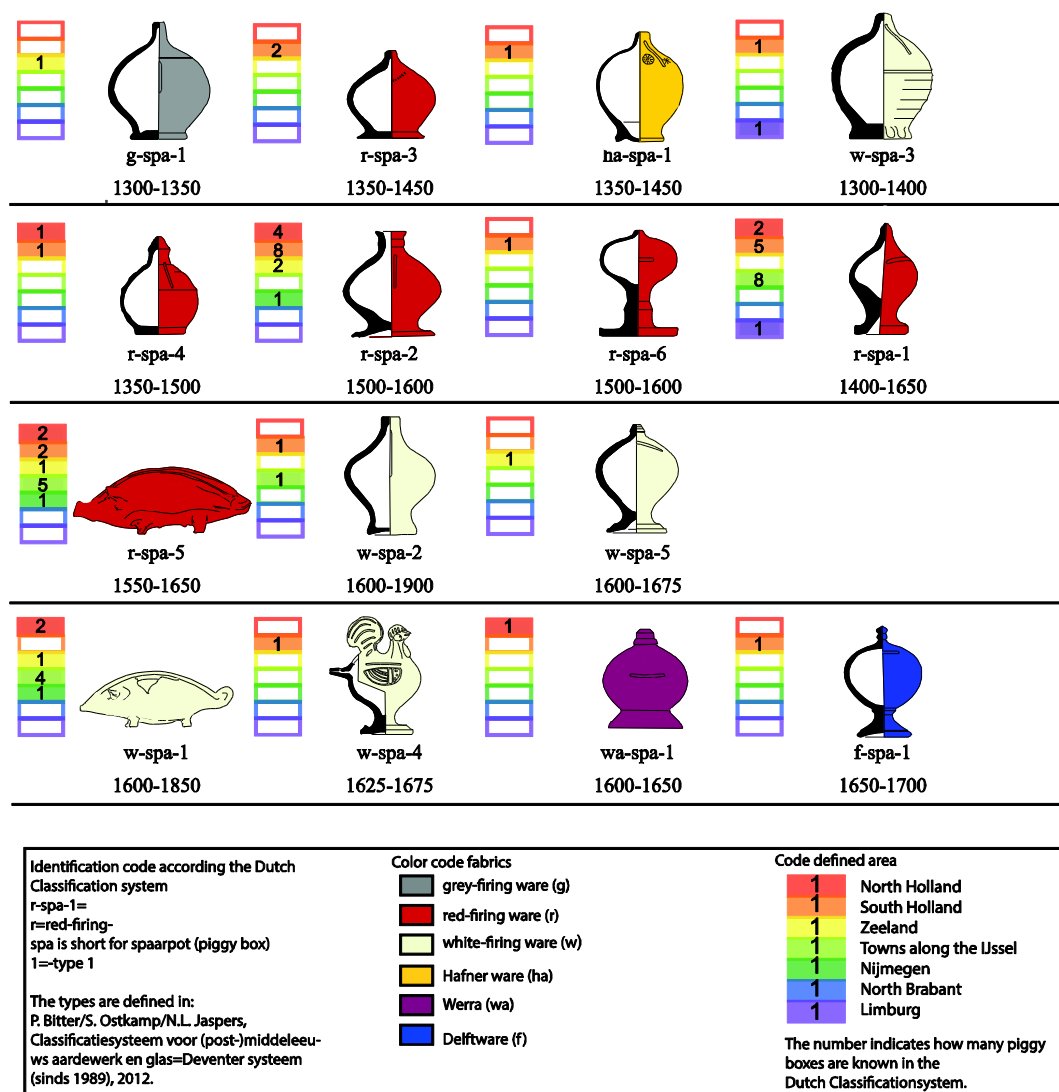 1
2
1
1
1
g-spa-1
r-spa-3
ha-spa-1
w-spa-3
1300-1350
1350-1450
1350-1450
1300-1400
1
1
4
8
2
1
1
2
5
8
1
r-spa-4
r-spa-2
r-spa-6
r-spa-1
1350-1500
1500-1600
1500-1600
1400-1650
2
2
1
5
1
1
1
1
r-spa-5
w-spa-2
w-spa-5
1550-1650
1600-1900
1600-1675
2
1
4
1
1
1
1
w-spa-1
w-spa-4
wa-spa-1
f-spa-1
1600-1850
1625-1675
1600-1650
1650-1700
Identification code according the Dutch
Classification system
r-spa-1=
r=red-firing-
spa is short for spaarpot (piggy box)
1=-type 1
The types are defined in:
P. Bitter/S. Ostkamp/N.L. Jaspers,
Classificatiesysteem voor (post-)middeleeu-
ws aardewerk en glas=Deventer systeem
(sinds 1989), 2012.
Color code fabrics
grey-firing ware (g)
red-firing ware (r)
white-firing ware (w)
Hafner ware (ha)
Werra (wa)
Delftware (f)
Code defined area
1 North Holland
1 South Holland
1 Zeeland
1 Towns along the IJssel
1 Nijmegen
1 North Brabant
1 Limburg
The number indicates how many piggy
boxes are known in the
Dutch Classificationsystem.